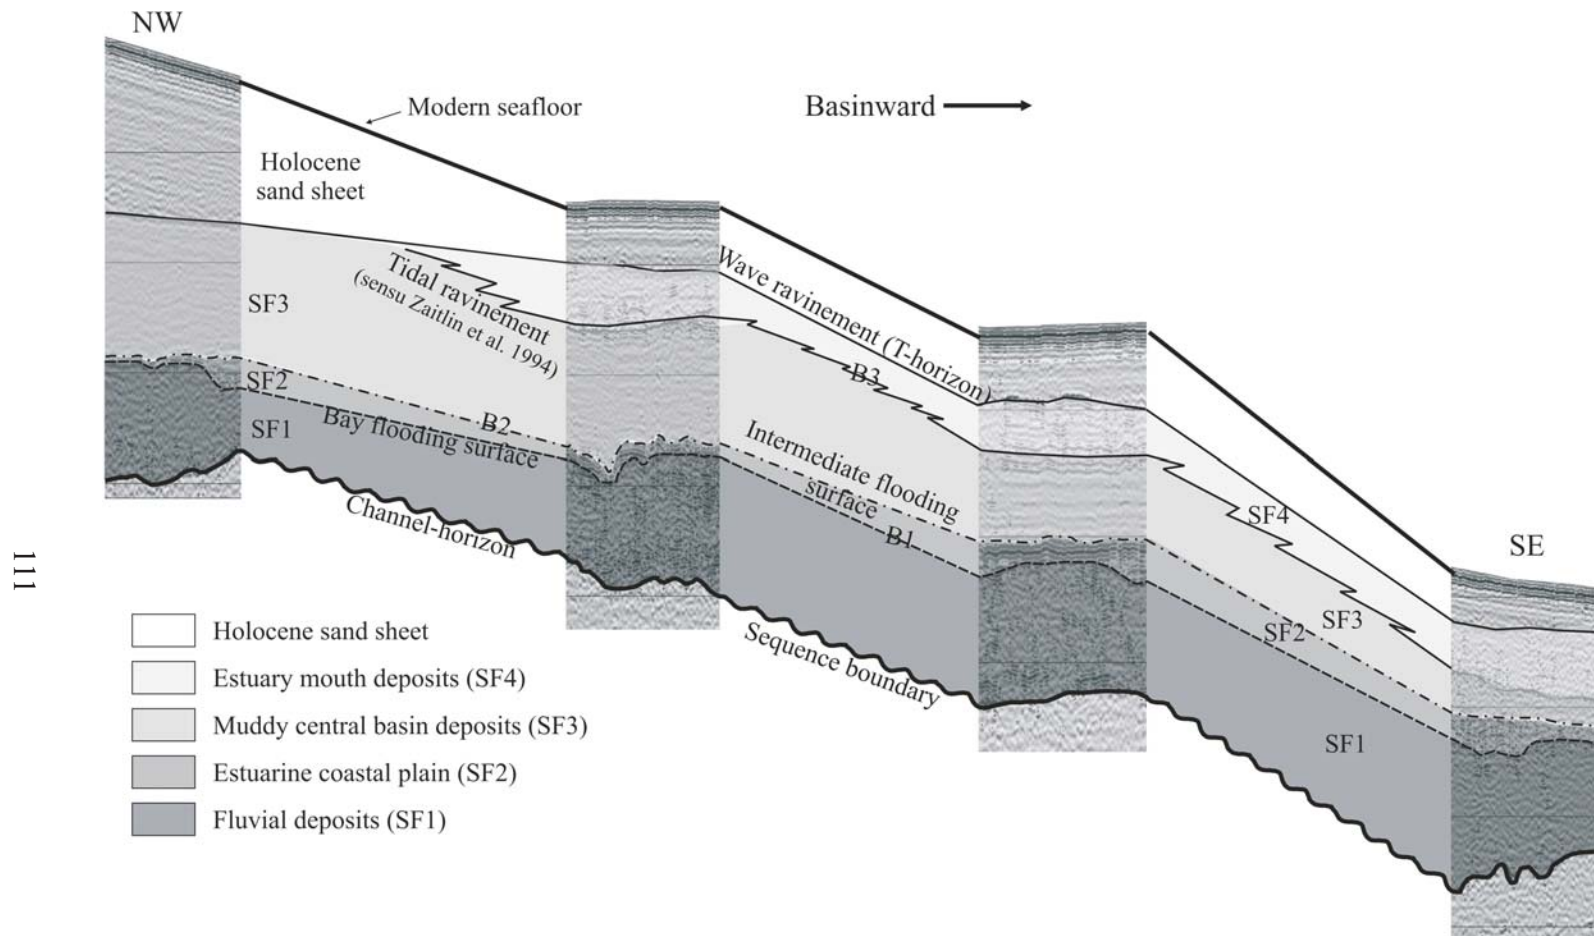 NW
Modern seafloor
Basinward
Holocene
sand sheet
Wave ravinement (T-horizon)
Tidal ravinement
(sensu Zaitlin et al. 1994)
SF3
B3
SF2
B2
SF1
Bay flooding surface
Intermediate flooding
surface
B1
SF4
SE
Channel-horizon
SF3
SF2
Sequence boundary
SF1
111
Holocene sand sheet
Estuary mouth deposits (SF4)
Muddy central basin deposits (SF3)
Estuarine coastal plain (SF2)
Fluvial deposits (SF1)